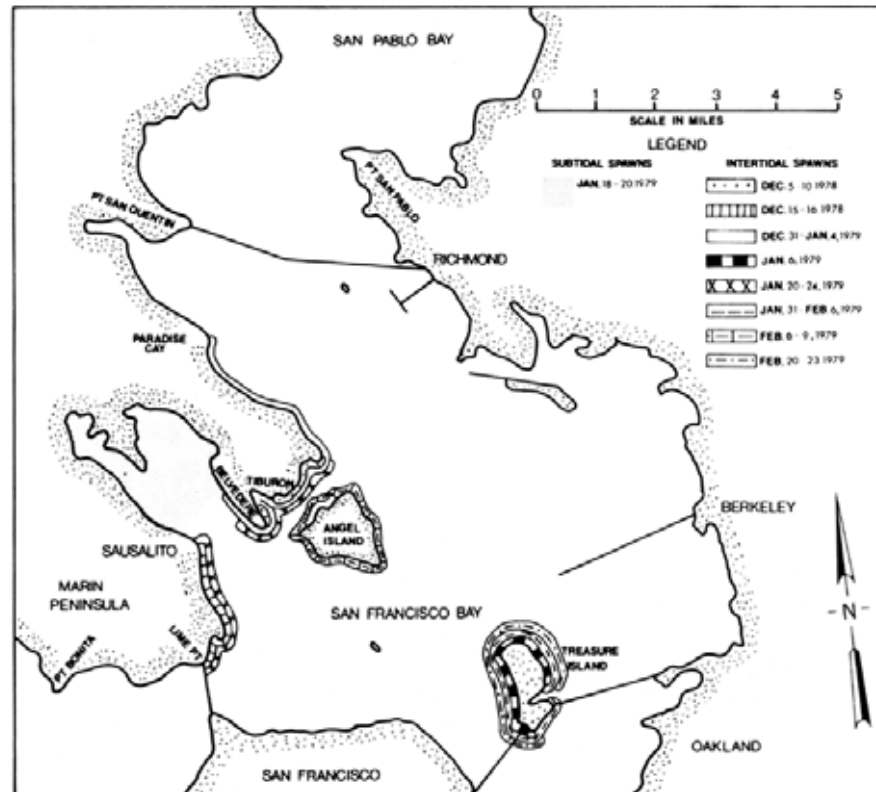 SAN PABLO BAY
0 1 2 3 4 5
SCALE IN MILES
LEGEND
SUBTIDAL SPAWNS
JAN. 18-20 1979
INTERTIDAL SPAWNS
DEC. 5-10 1978
DEC. 15-16 1978
DEC. 31-JAN. 4, 1979
JAN. 6, 1979
JAN. 20-24, 1979
JAN. 31-FEB 6, 1979
FEB. 8-9, 1979
FEB. 20-23 1979
PT SAN PABLO
PT SAN QUENTIN
RICHMOND
PARADISE
CAY
BELVEDERE
TIBURON
ANGEL
ISLAND
BERKELEY
SAUSALITO
MARIN
PENINSULA
SAN FRANCISCO BAY
-N-
LIME PT
PT BONITA
TREASURE
ISLAND
OAKLAND
SAN FRANCISCO